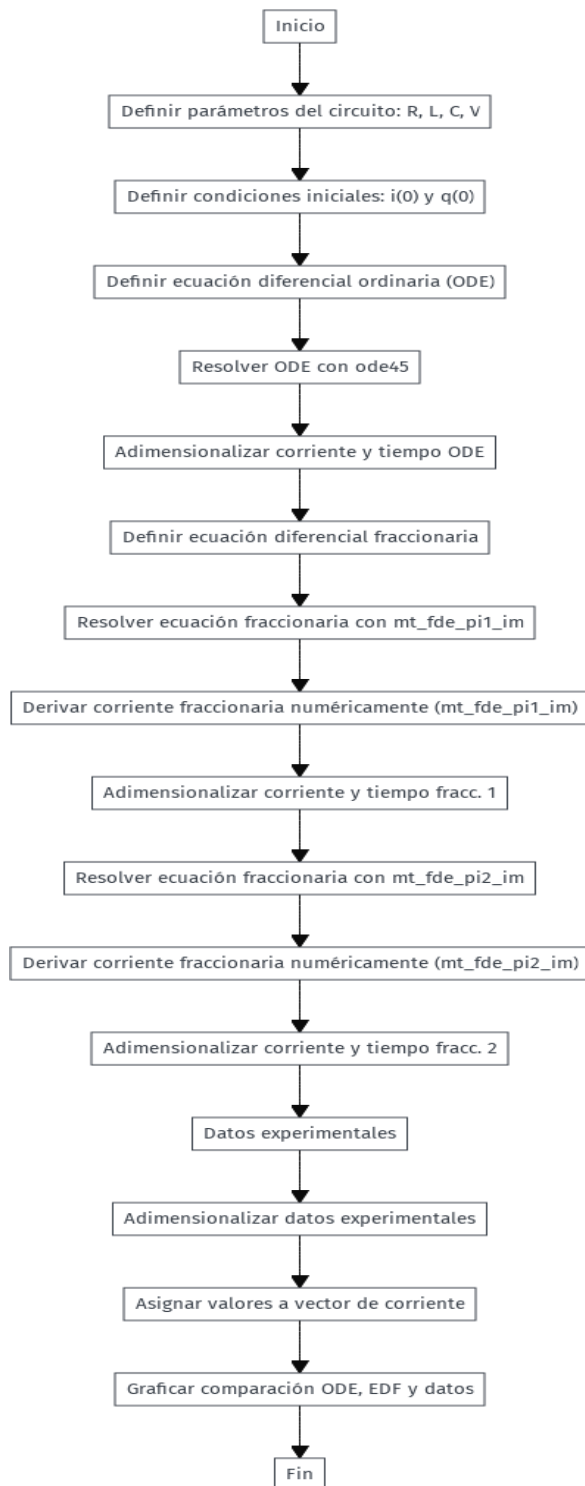 Inicio
Definir parámetros del circuito: R, L, C, V
Definir condiciones iniciales: i(0) y q(0)
Definir ecuación diferencial ordinaria (ODE)
Resolver ODE con ode45
Adimensionalizar corriente y tiempo ODE
Definir ecuación diferencial fraccionaria
Resolver ecuación fraccionaria con mt_fde_pi1_im
Derivar corriente fraccionaria numéricamente (mt_fde_pi1_im)
Adimensionalizar corriente y tiempo fracc. 1
Resolver ecuación fraccionaria con mt_fde_pi2_im
Derivar corriente fraccionaria numéricamente (mt_fde_pi2_im)
Adimensionalizar corriente y tiempo fracc. 2
Datos experimentales
Adimensionalizar datos experimentales
Asignar valores a vector de corriente
Graficar comparación ODE, EDF y datos
Fin